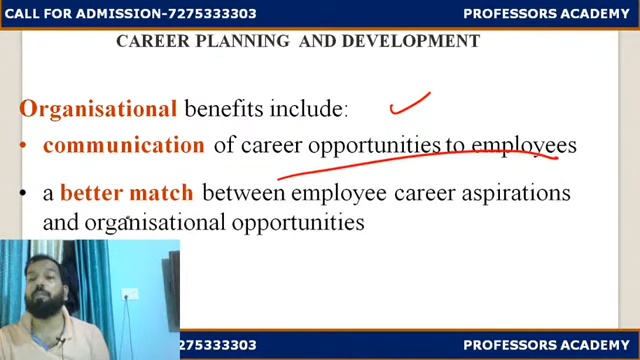 CALL FOR ADMISSION-7275333303 PROFESSORS ACADEMY
CAREER PLANNING AND DEVELOPMENT
Organisational benefits include:
• communication of career opportunities to employees
• a better match between employee career aspirations
and organisational opportunities
-7275333303 PROFESSORS ACADEMY